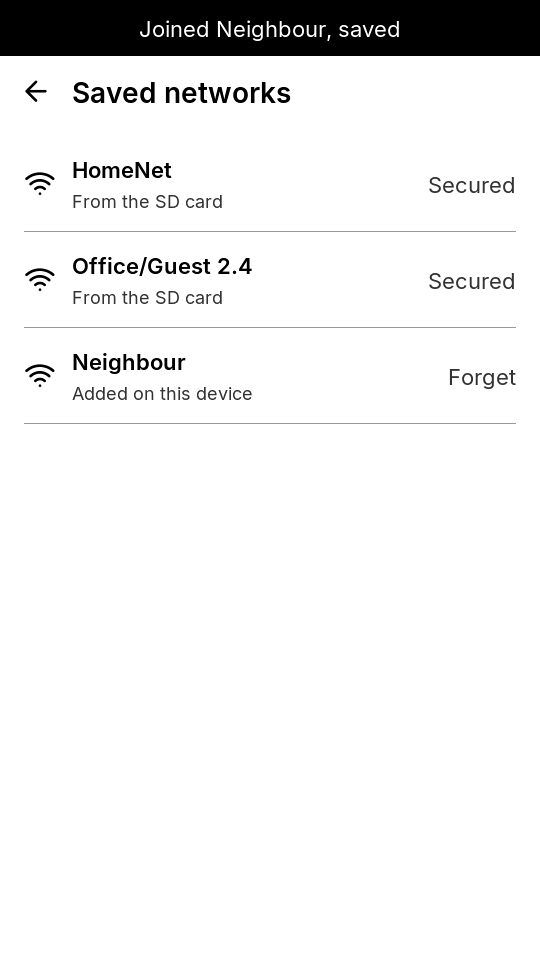 Joined Neighbour, saved
Saved networks
HomeNet
From the SD card
Secured
Office/Guest 2.4
From the SD card
Secured
Neighbour
Added on this device
Forget